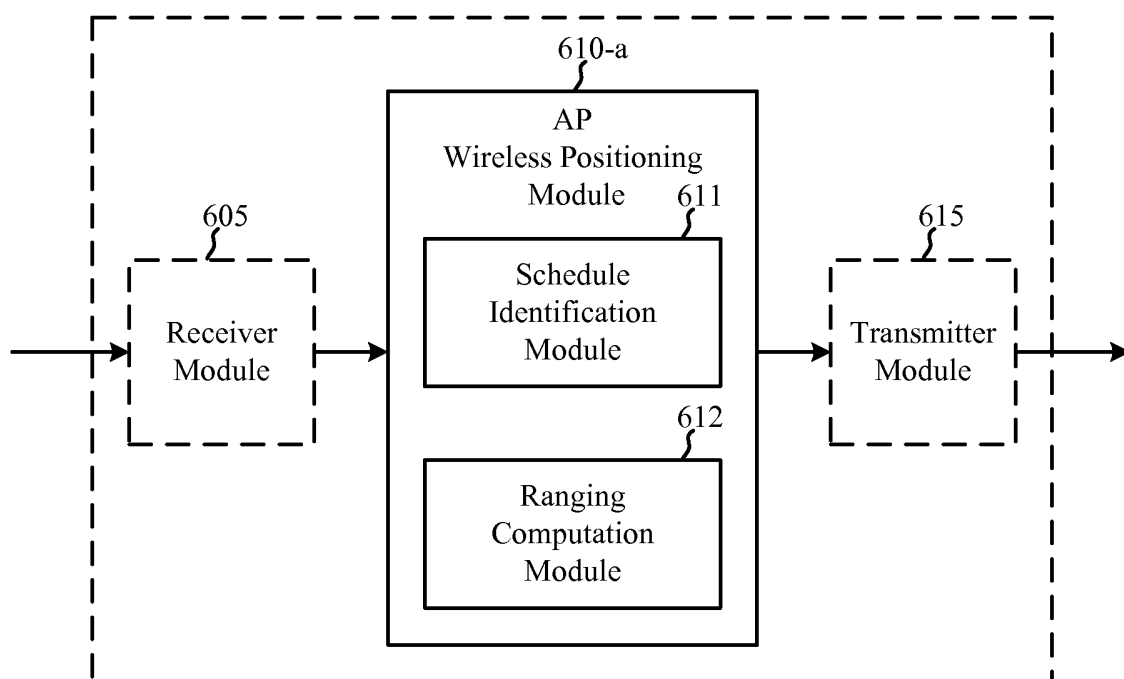 610-a
AP
Wireless Positioning
Module
611
Schedule
Identification
Module
605
Receiver
Module
615
Transmitter
Module
612
Ranging
Computation
Module